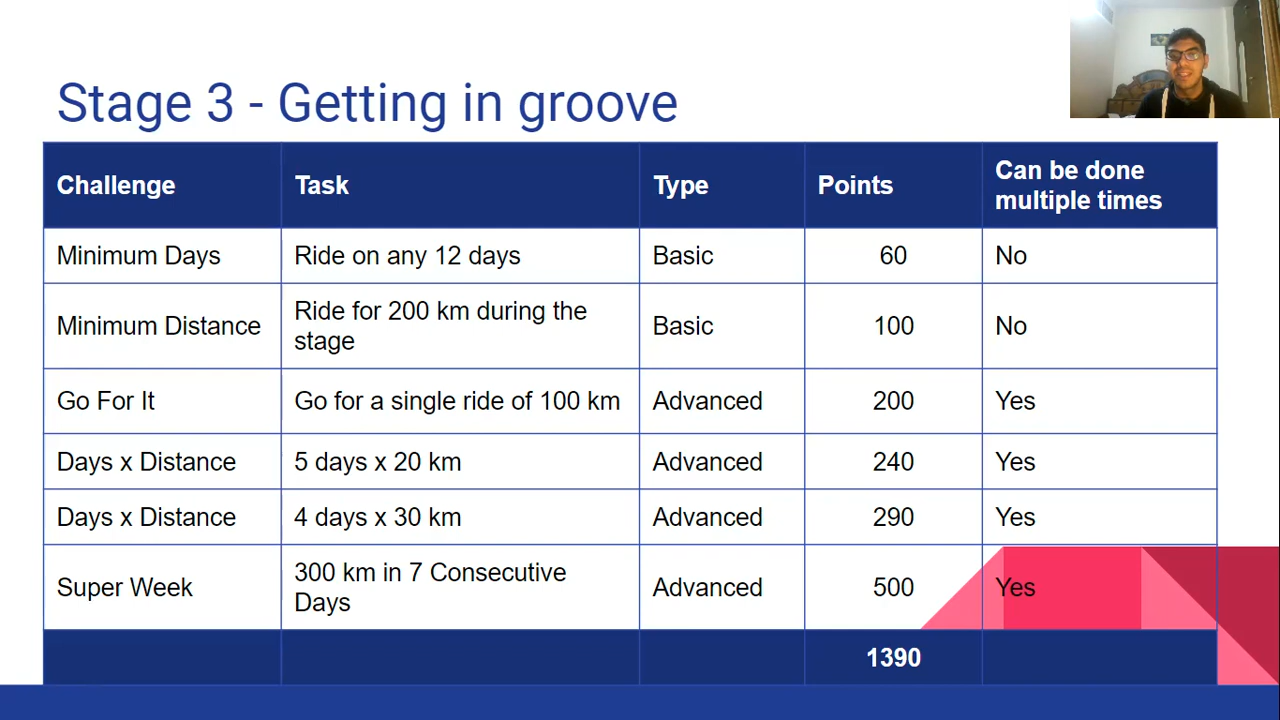 Stage 3 - Getting in groove
Challenge Task Type Points Can be done
multiple times
Minimum Days Ride on any 12 days Basic 60 No
Minimum Distance Ride for 200 km during the
stage Basic 100 No
Go For It Go for a single ride of 100 km Advanced 200 Yes
Days x Distance 5 days x 20 km Advanced 240 Yes
Days x Distance 4 days x 30 km Advanced 290 Yes
Super Week 300 km in 7 Consecutive
Days Advanced 500 Yes
1390